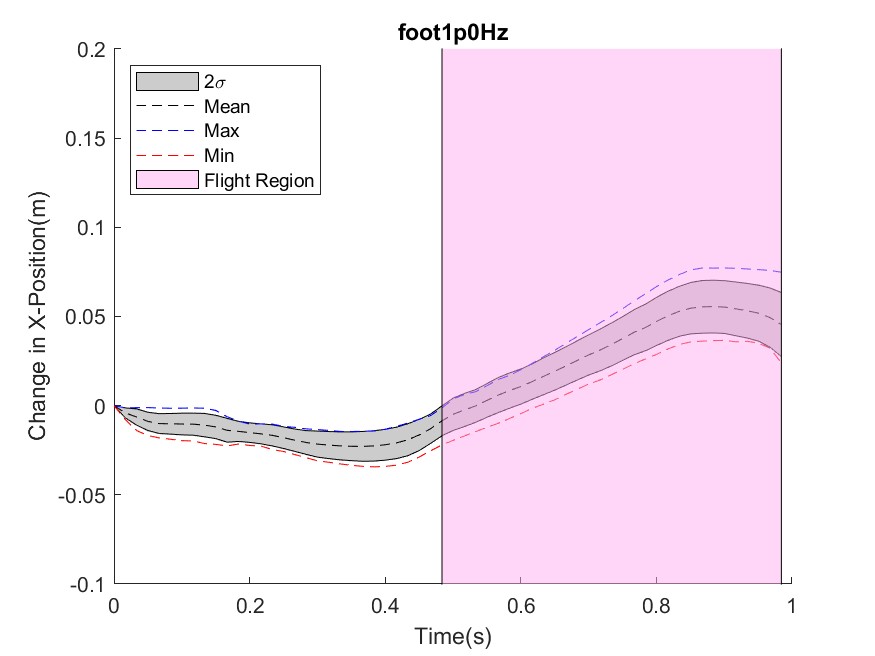 foot1p0Hz
0.2
0.15
0.1
0.05
0
-0.05
-0.1
Change in X-Position(m)
2σ
Mean
Max
Min
Flight Region
0 0.2 0.4 0.6 0.8 1
Time(s)